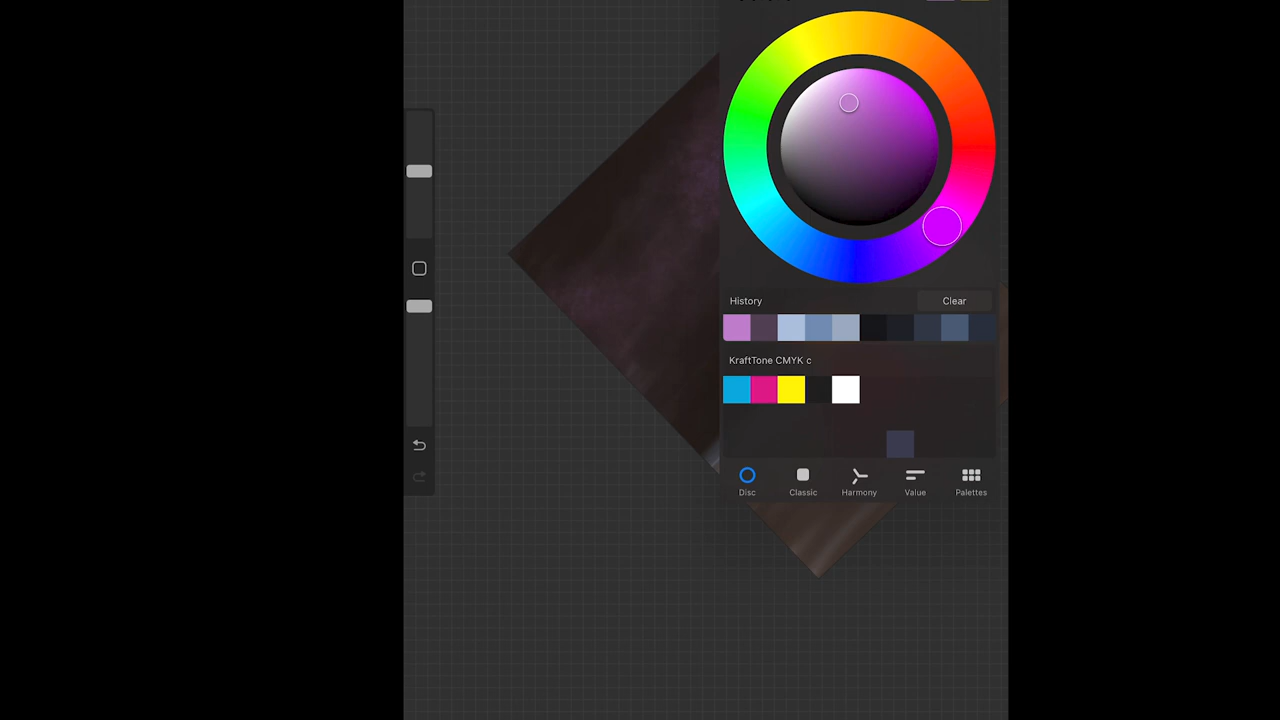 History
Clear
KraftTone CMYK c
Disc
Classic
Harmony
Value
Palettes